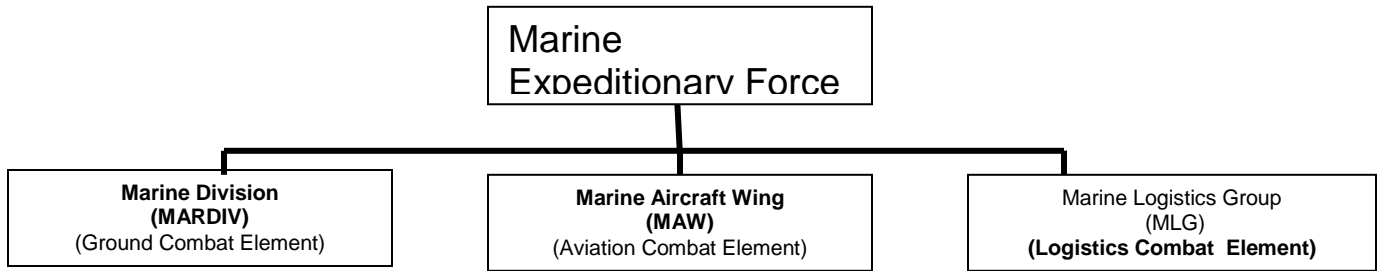 Marine
Expeditionary Force
Marine Division
(MARDIV)
(Ground Combat Element)
Marine Aircraft Wing
(MAW)
(Aviation Combat Element)
Marine Logistics Group
(MLG)
(Logistics Combat Element)